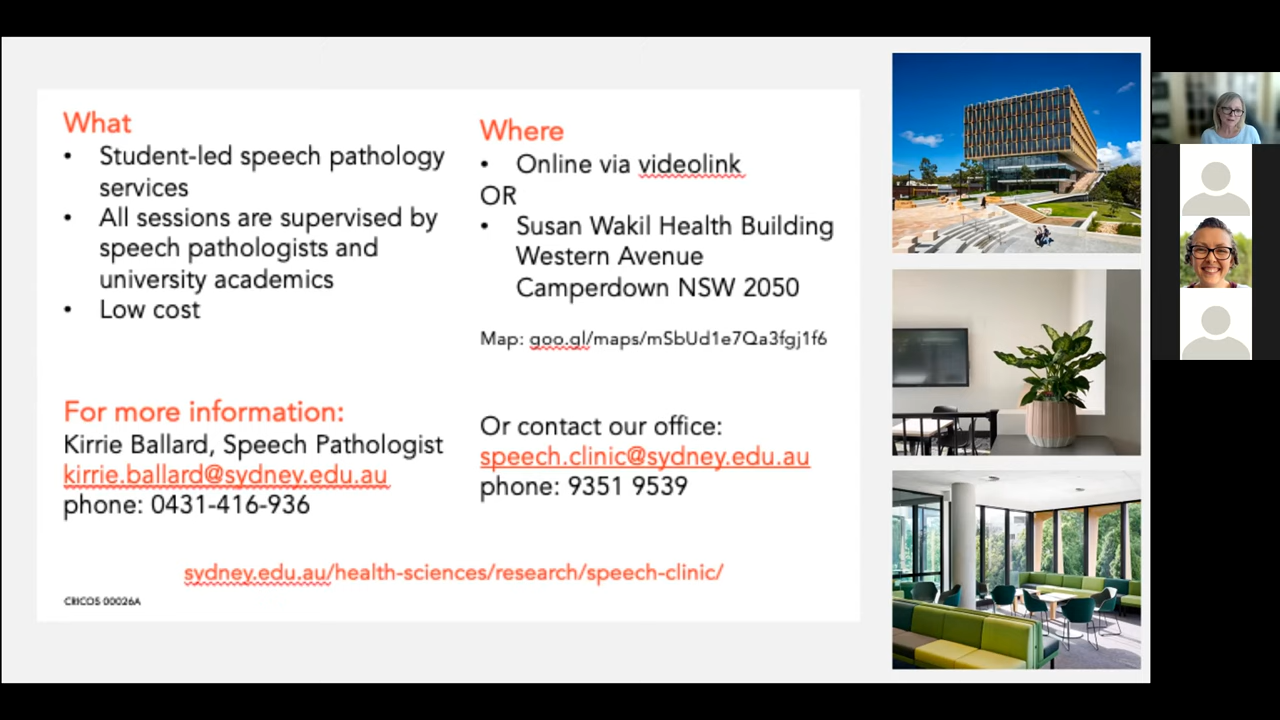 What
• Student-led speech pathology
services
• All sessions are supervised by
speech pathologists and
university academics
• Low cost
Where
• Online via videolink
OR
• Susan Wakil Health Building
Western Avenue
Camperdown NSW 2050
Map: goo.gl/maps/mSbUd1e7Qa3fgj1f6
For more information:
Kirrie Ballard, Speech Pathologist
kirrie.ballard@sydney.edu.au
phone: 0431-416-936
Or contact our office:
speech.clinic@sydney.edu.au
phone: 9351 9539
sydney.edu.au/health-sciences/research/speech-clinic/
CRICOS 00026A